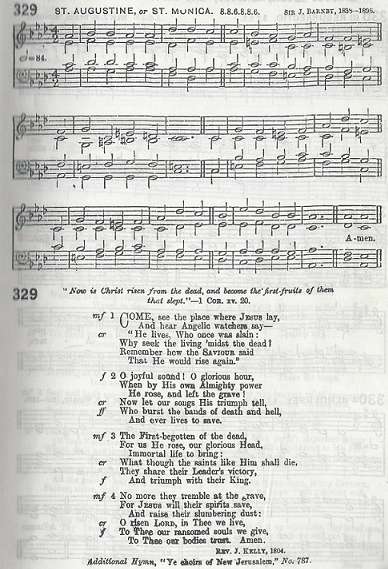 329 ST. AUGUSTINE, or ST. MONICA. 8.8.6.8.8.6. SIR J. BARNBY, 1838–1896.
=84.
A-men.
329
"Now is Christ risen from the dead, and become the first-fruits of them
that slept."—1 COR. xv. 20.
mf 1 COME, see the place where JESUS lay,
And hear Angelic watchers say—
cr "He lives, Who once was slain:
Why seek the living 'midst the dead?
Remember how the SAVIOUR said
That He would rise again."
f 2 O joyful sound! O glorious hour,
When by His own Almighty power
He rose, and left the grave!
cr Now let our songs His triumph tell,
ff Who burst the bands of death and hell,
And ever lives to save.
mf 3 The First-begotten of the dead,
For us He rose, our glorious Head,
Immortal life to bring:
cr What though the saints like Him shall die,
They share their Leader's victory,
f And triumph with their King.
mf 4 No more they tremble at the grave,
For JESUS will their spirits save,
And raise their slumbering dust:
cr O risen LORD, in Thee we live,
f To Thee our ransomed souls we give,
To Thee our bodies trust. Amen.
REV. J. KELLY, 1804.
Additional Hymn, "Ye choirs of New Jerusalem," No. 787.